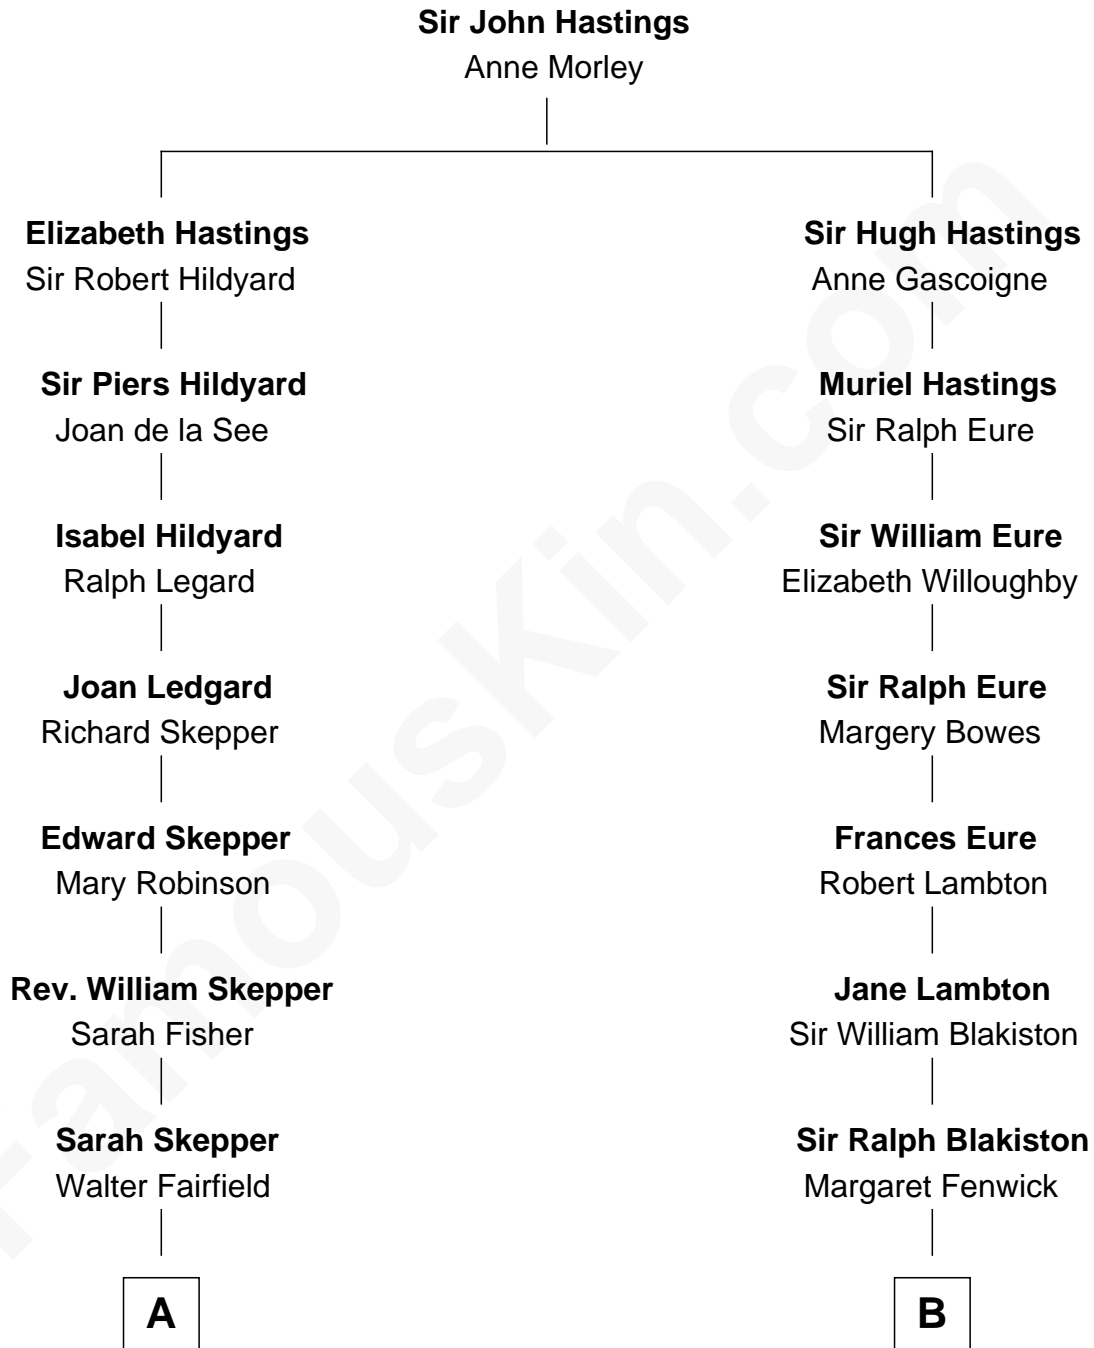 Sir John Hastings
Anne Morley
Elizabeth Hastings
Sir Robert Hildyard
Sir Hugh Hastings
Anne Gascoigne
Sir Piers Hildyard
Joan de la See
Muriel Hastings
Sir Ralph Eure
Isabel Hildyard
Ralph Legard
Sir William Eure
Elizabeth Willoughby
Joan Ledgard
Richard Skepper
Sir Ralph Eure
Margery Bowes
Edward Skepper
Mary Robinson
Frances Eure
Robert Lambton
Rev. William Skepper
Sarah Fisher
Jane Lambton
Sir William Blakiston
Sarah Skepper
Walter Fairfield
Sir Ralph Blakiston
Margaret Fenwick
A
B
FamousKin.com